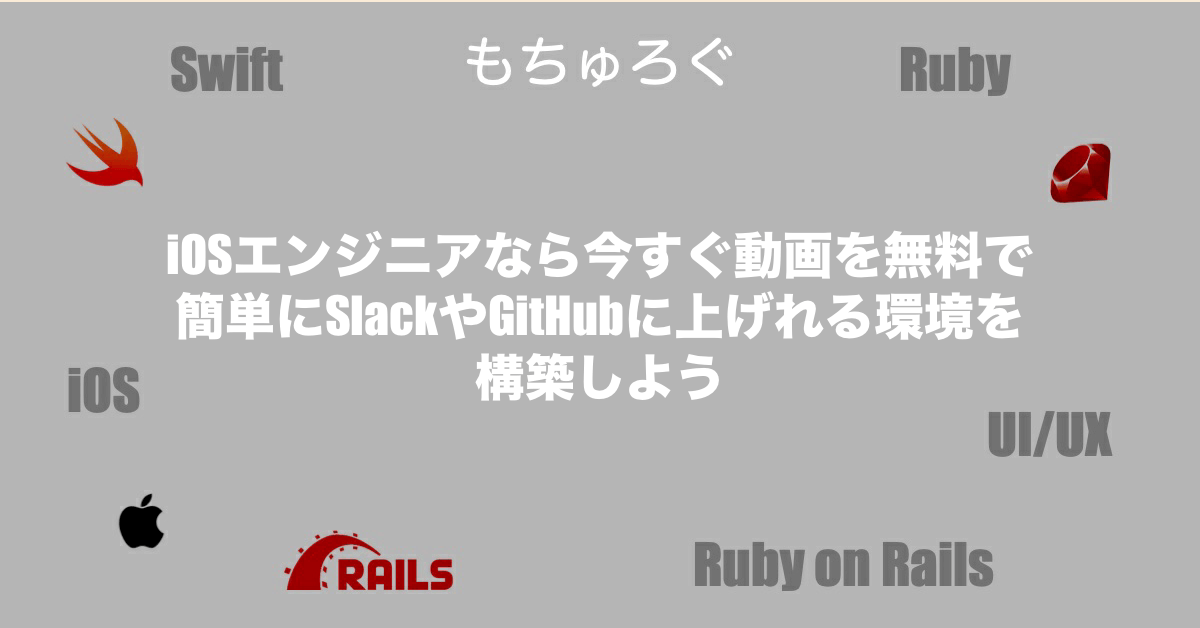 Swift
もちゅろぐ
Ruby
iOSエンジニアなら今すぐ動画を無料で
簡単にSlackやGitHubに上げれる環境を
構築しよう
iOS
UI/UX
RAILS
Ruby on Rails